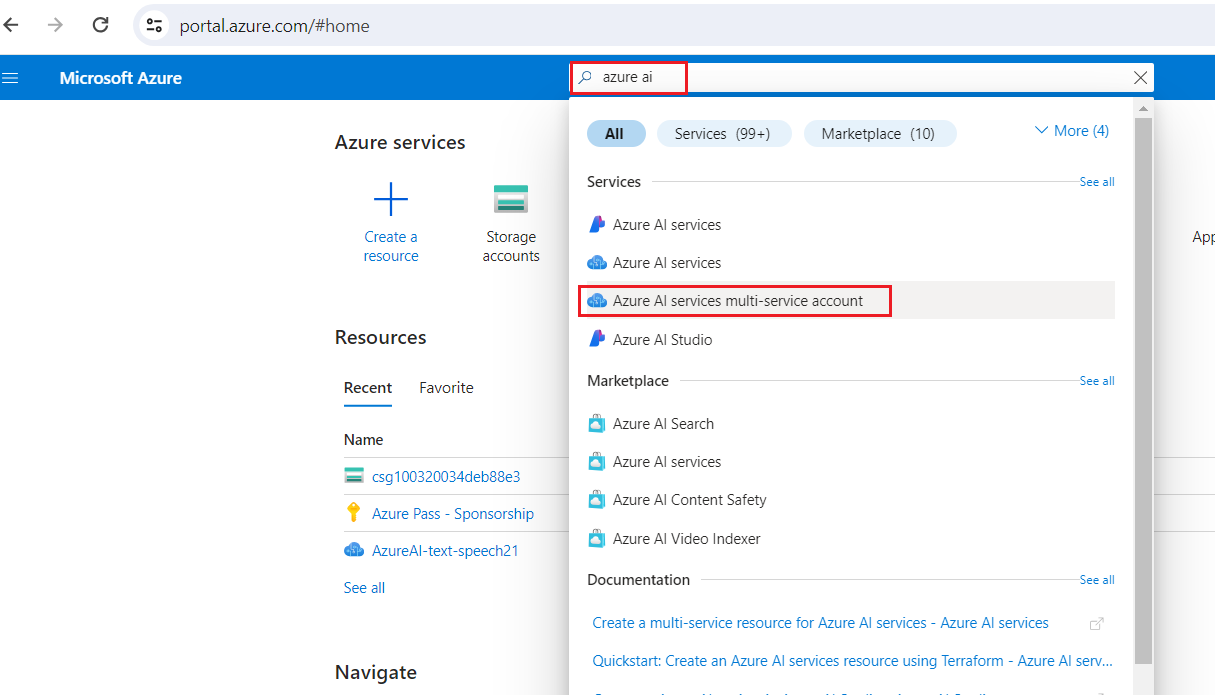 portal.azure.com/#home
Microsoft Azure
azure ai
All
Services (99+)
Marketplace (10)
More (4)
Azure services
Create a
resource
Storage
accounts
Services
See all
Azure AI services
Azure AI services
Azure AI services multi-service account
Azure AI Studio
Marketplace
See all
Azure AI Search
Azure AI services
Azure AI Content Safety
Azure AI Video Indexer
Documentation
See all
Create a multi-service resource for Azure AI services - Azure AI services
Quickstart: Create an Azure AI services resource using Terraform - Azure AI serv...
App
Resources
Recent
Favorite
Name
csg100320034deb88e3
Azure Pass - Sponsorship
AzureAI-text-speech21
See all
Navigate